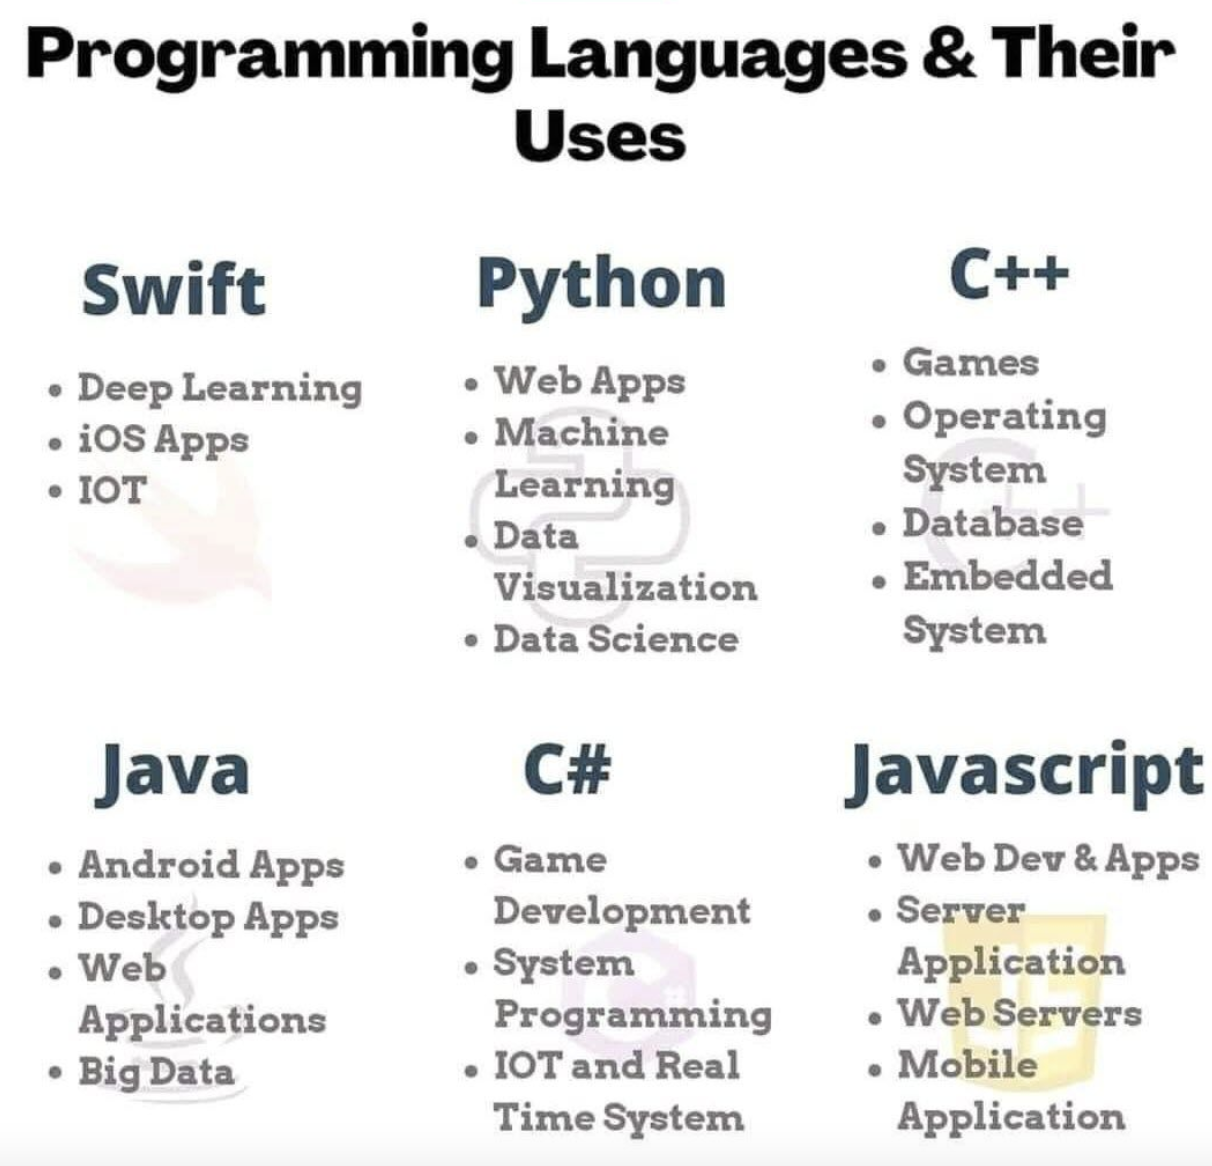 Programming Languages & Their
Uses
Swift
• Deep Learning
• iOS Apps
• IOT
Python
• Web Apps
• Machine
Learning
• Data
Visualization
• Data Science
C++
• Games
• Operating
System
• Database
• Embedded
System
Java
• Android Apps
• Desktop Apps
• Web
Applications
• Big Data
C#
• Game
Development
• System
Programming
• IOT and Real
Time System
Javascript
• Web Dev & Apps
• Server
Application
• Web Servers
• Mobile
Application